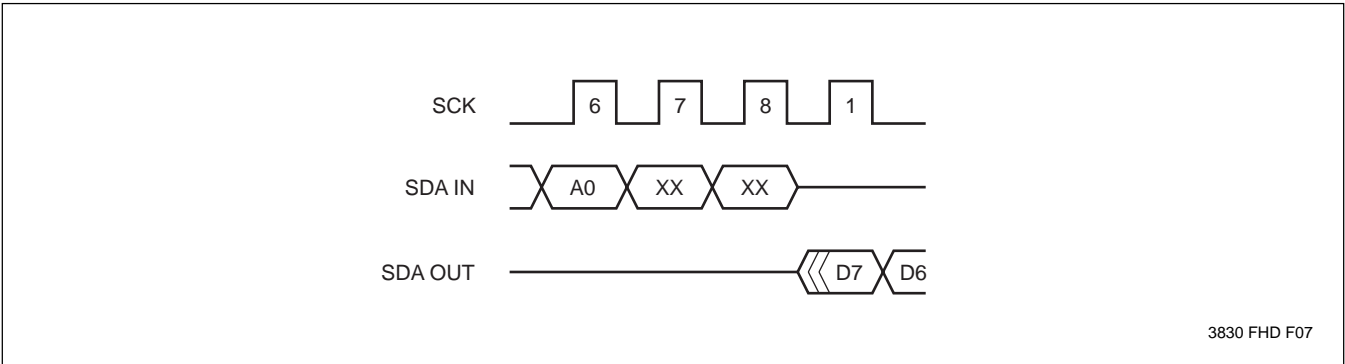 SCK 6 7 8 1
SDA IN A0 XX XX
SDA OUT D7 D6
3830 FHD F07